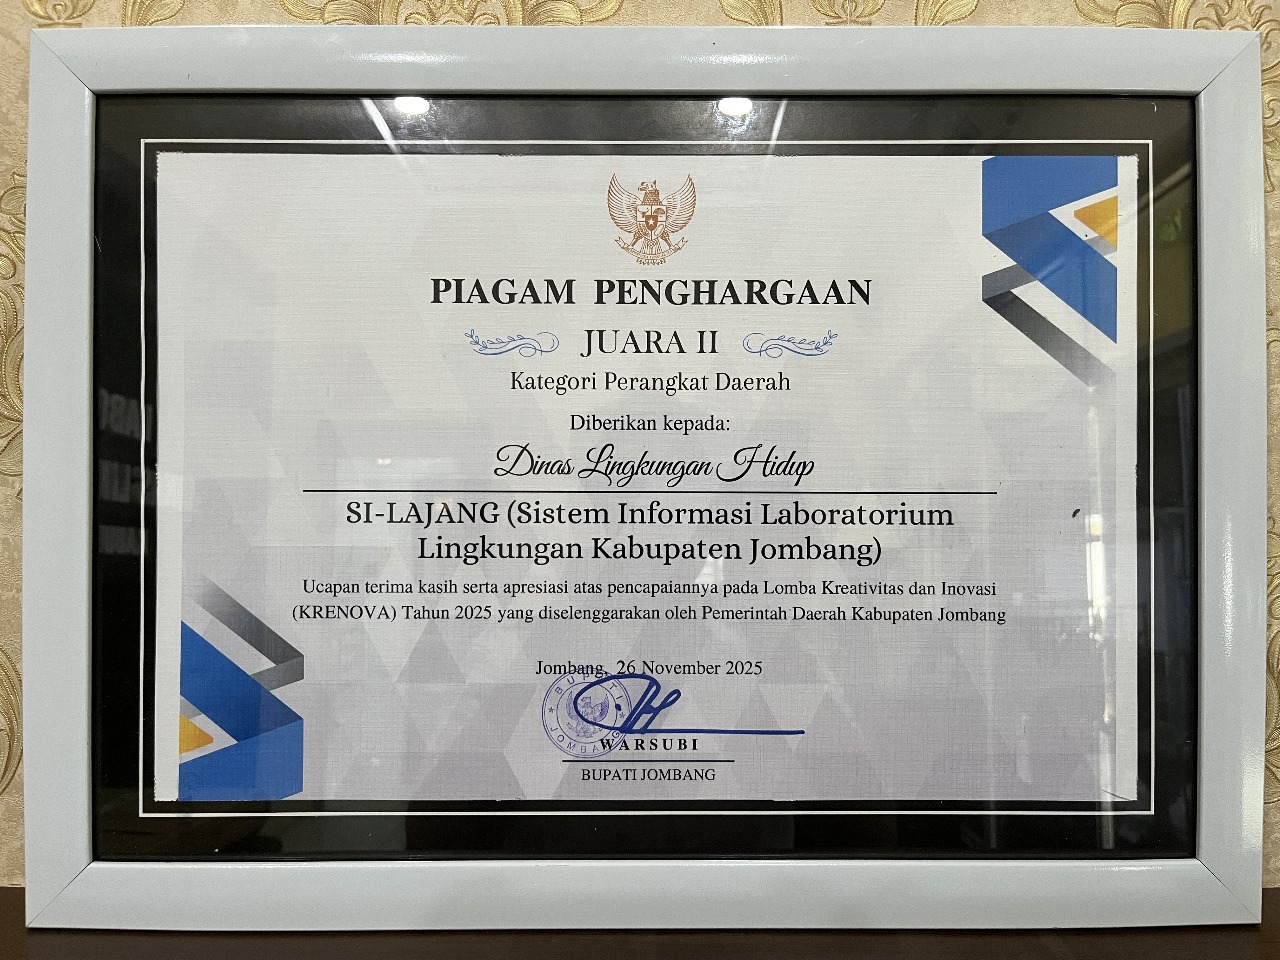 PIAGAM PENGHARGAAN
JUARA II
Kategori Perangkat Daerah
Diberikan kepada:
Dinas Lingkungan Hidup
SI-LAJANG (Sistem Informasi Laboratorium
Lingkungan Kabupaten Jombang)
Ucapan terima kasih serta apresiasi atas pencapaiannya pada Lomba Kreativitas dan Inovasi
(KRENOVA) Tahun 2025 yang diselenggarakan oleh Pemerintah Daerah Kabupaten Jombang
Jombang, 26 November 2025
BUPATI
JOMBANG
WARSUBI
BUPATI JOMBANG